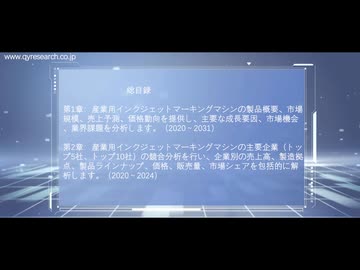 www.qyresearch.co.jp
総目録
第1章　産業用インクジェットマーキングマシンの製品概要、市場
規模、売上予測、価格動向を提供し、主要な成長要因、市場機会
、業界課題を分析します。（2020～2031）
第2章　産業用インクジェットマーキングマシンの主要企業（トッ
プ5社、トップ10社）の競合分析を行い、企業別の売上高、製造拠
点、製品ラインナップ、価格、販売量、市場シェアを包括的に解
析します。（2020～2024）